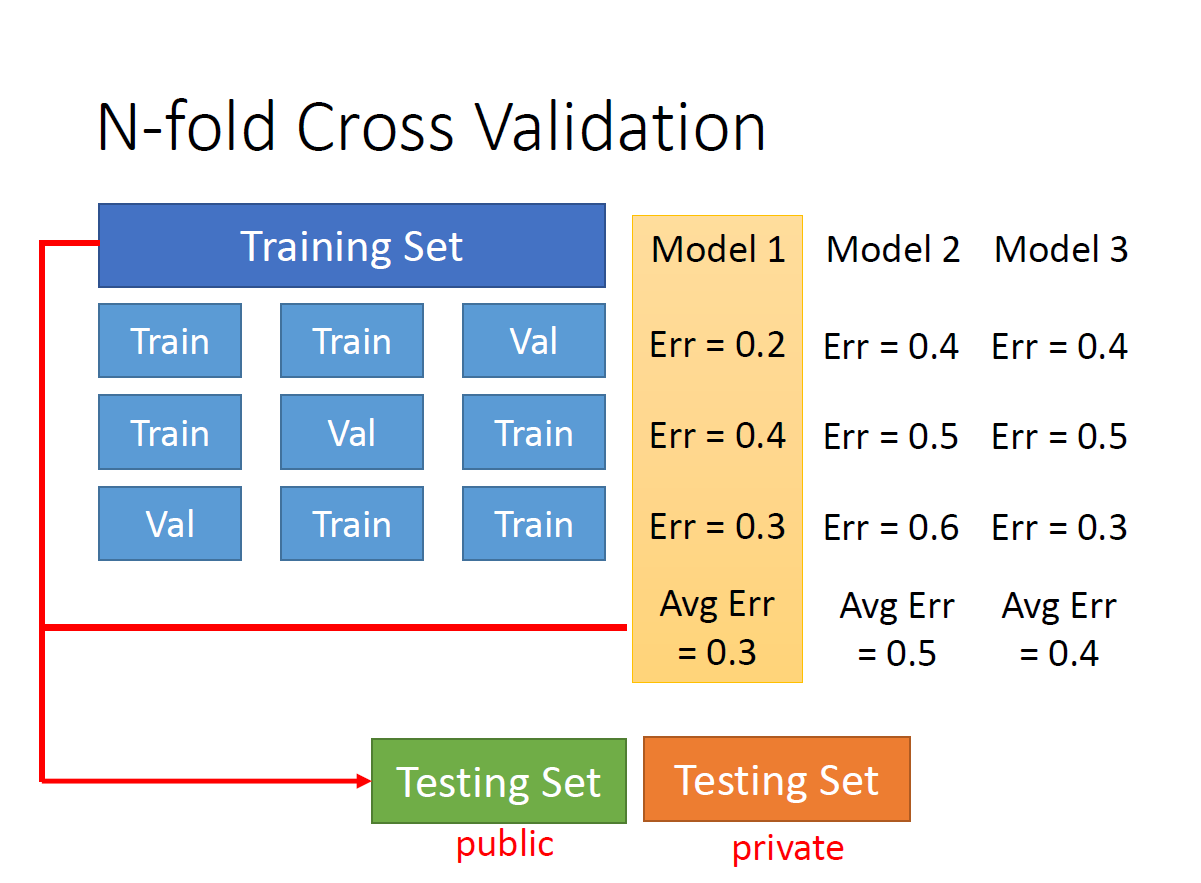 N-fold Cross Validation
Training Set
Model 1 Model 2 Model 3
Train Train Val Err = 0.2 Err = 0.4 Err = 0.4
Train Val Train Err = 0.4 Err = 0.5 Err = 0.5
Val Train Train Err = 0.3 Err = 0.6 Err = 0.3
Avg Err Avg Err Avg Err
= 0.3 = 0.5 = 0.4
Testing Set Testing Set
public private